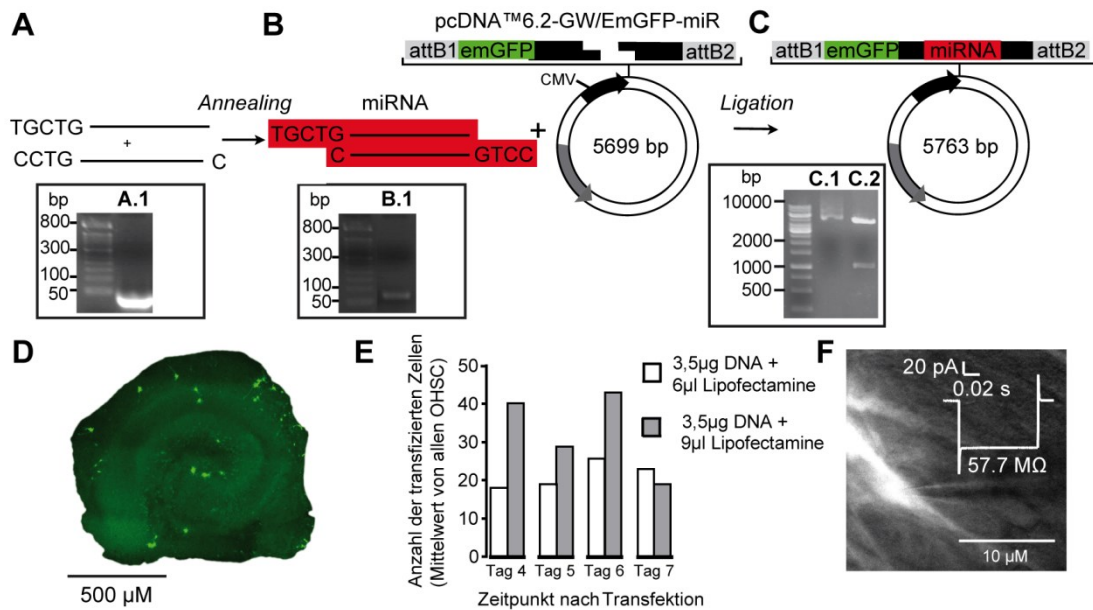 A
B
pcDNA™6.2-GW/EmGFP-miR
C
attB1 emGFP attB2
attB1 emGFP miRNA attB2
CMV
Annealing
miRNA
Ligation
TGCTG
+
CCTG C
TGCTG
C GTCC
+
5699 bp
5763 bp
bp A.1
800
300
100
50
bp B.1
800
300
100
50
bp C.1 C.2
10000
2000
1000
500
D
500 µM
E
Anzahl der transfizierten Zellen
(Mittelwert von allen OHSC)
50
40
30
20
10
0
Tag 4 Tag 5 Tag 6 Tag 7
Zeitpunkt nach Transfektion
3,5µg DNA +
6µl Lipofectamine
3,5µg DNA +
9µl Lipofectamine
F
20 pA
0.02 s
57.7 MΩ
10 µM